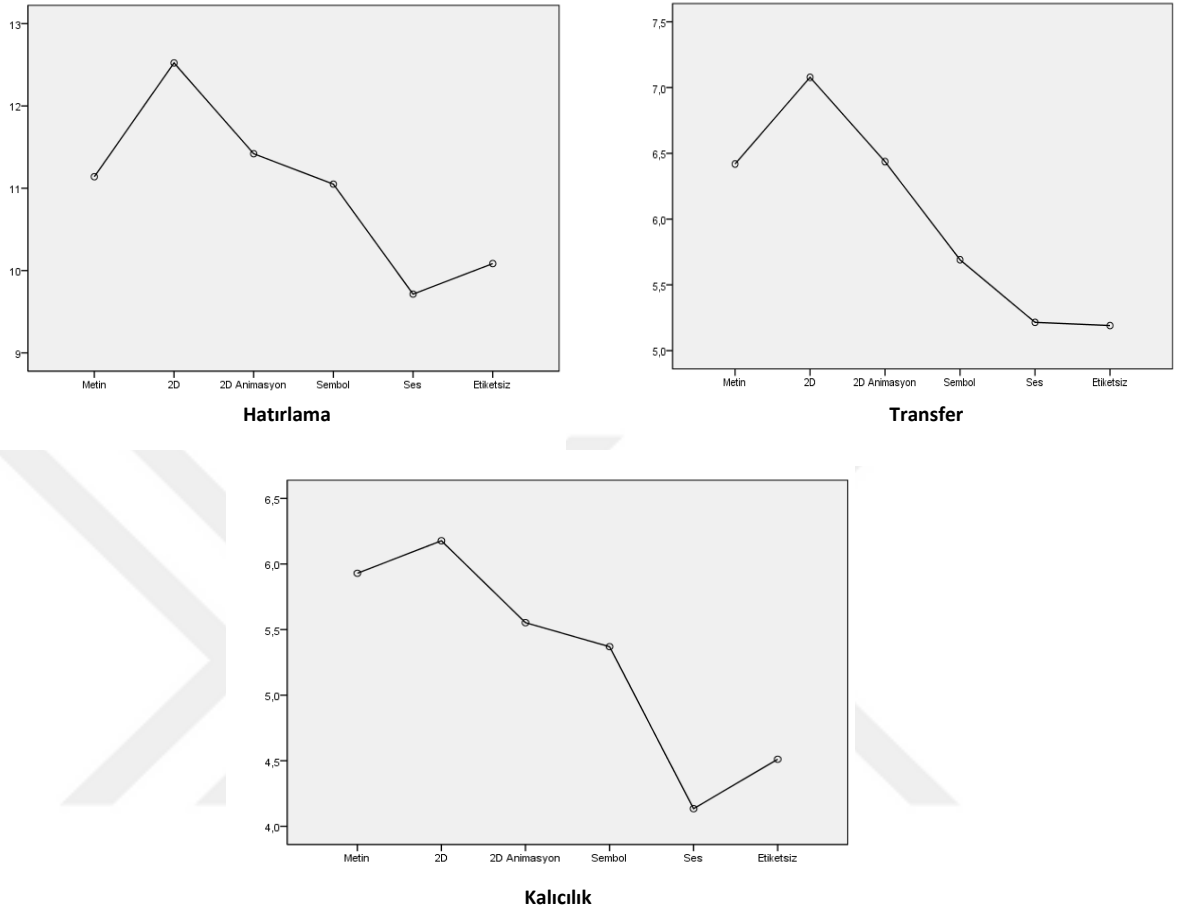 13
12
11
10
9
Metin 2D 2D Animasyon Sembol Ses Etiketsiz
Hatırlama
7,5
7,0
6,5
6,0
5,5
5,0
Metin 2D 2D Animasyon Sembol Ses Etiketsiz
Transfer
6,5
6,0
5,5
5,0
4,5
4,0
Metin 2D 2D Animasyon Sembol Ses Etiketsiz
Kalıcılık